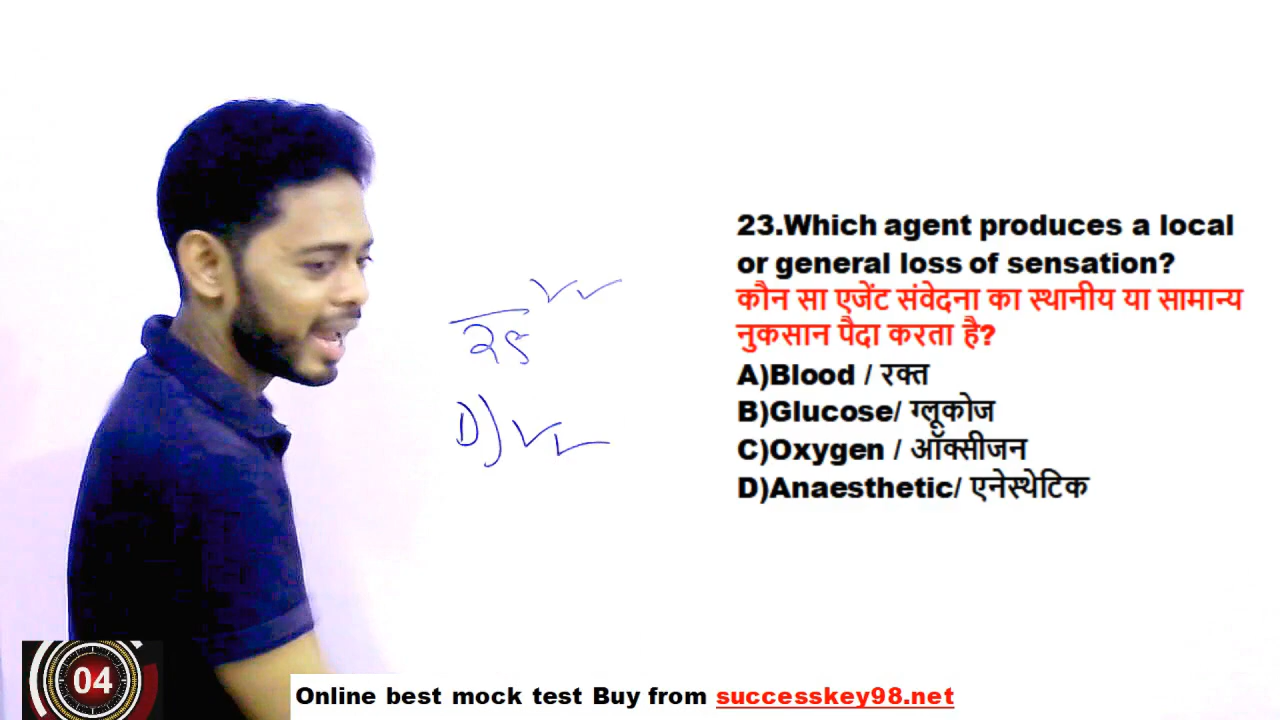 23.Which agent produces a local
or general loss of sensation?
कौन सा एजेंट संवेदना का स्थानीय या सामान्य
नुकसान पैदा करता है?
A)Blood / रक्त
B)Glucose/ ग्लूकोज
C)Oxygen / ऑक्सीजन
D)Anaesthetic/ एनेस्थेटिक
D)
04
Online best mock test Buy from successkey98.net